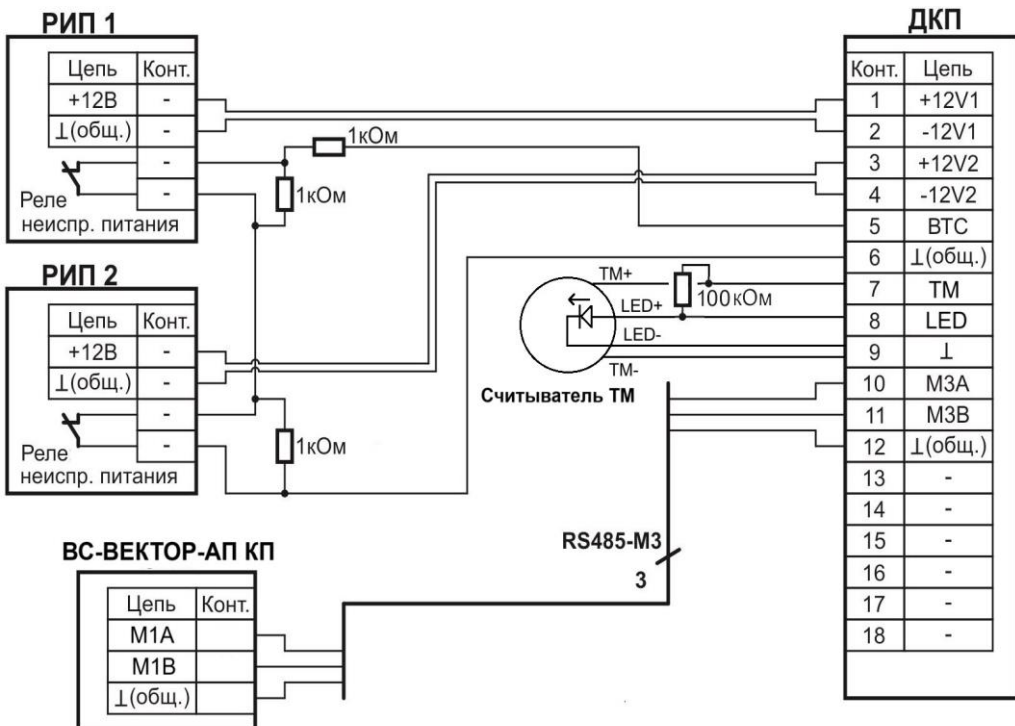 РИП 1
Цепь Конт.
+12В -
⊥(общ.) -
-
-
Реле
неиспр. питания
1кОм
1кОм
РИП 2
Цепь Конт.
+12В -
⊥(общ.) -
-
-
Реле
неиспр. питания
1кОм
ВС-ВЕКТОР-АП КП
Цепь Конт.
М1А
М1В
⊥(общ.)
RS485-М3
3
TM+
LED+
LED-
TM-
100кОм
Считыватель ТМ
ДКП
Конт. Цепь
1 +12V1
2 -12V1
3 +12V2
4 -12V2
5 ВТС
6 ⊥(общ.)
7 ТМ
8 LED
9 ⊥
10 М3А
11 М3В
12 ⊥(общ.)
13 -
14 -
15 -
16 -
17 -
18 -